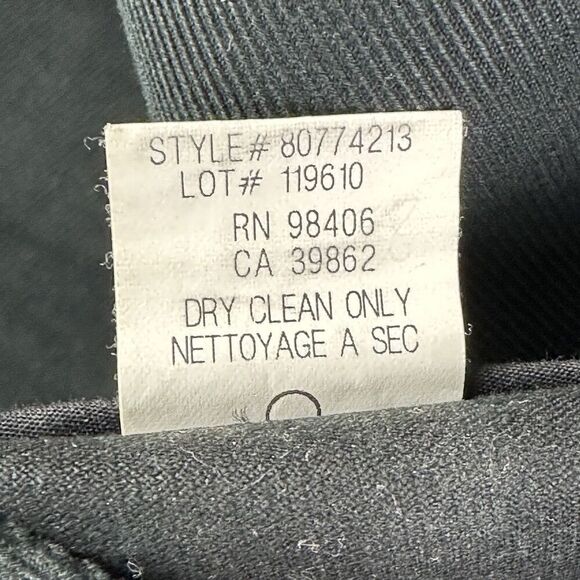 STYLE# 80774213
LOT# 119610
RN 98406
CA 39862
DRY CLEAN ONLY
NETTOYAGE A SEC